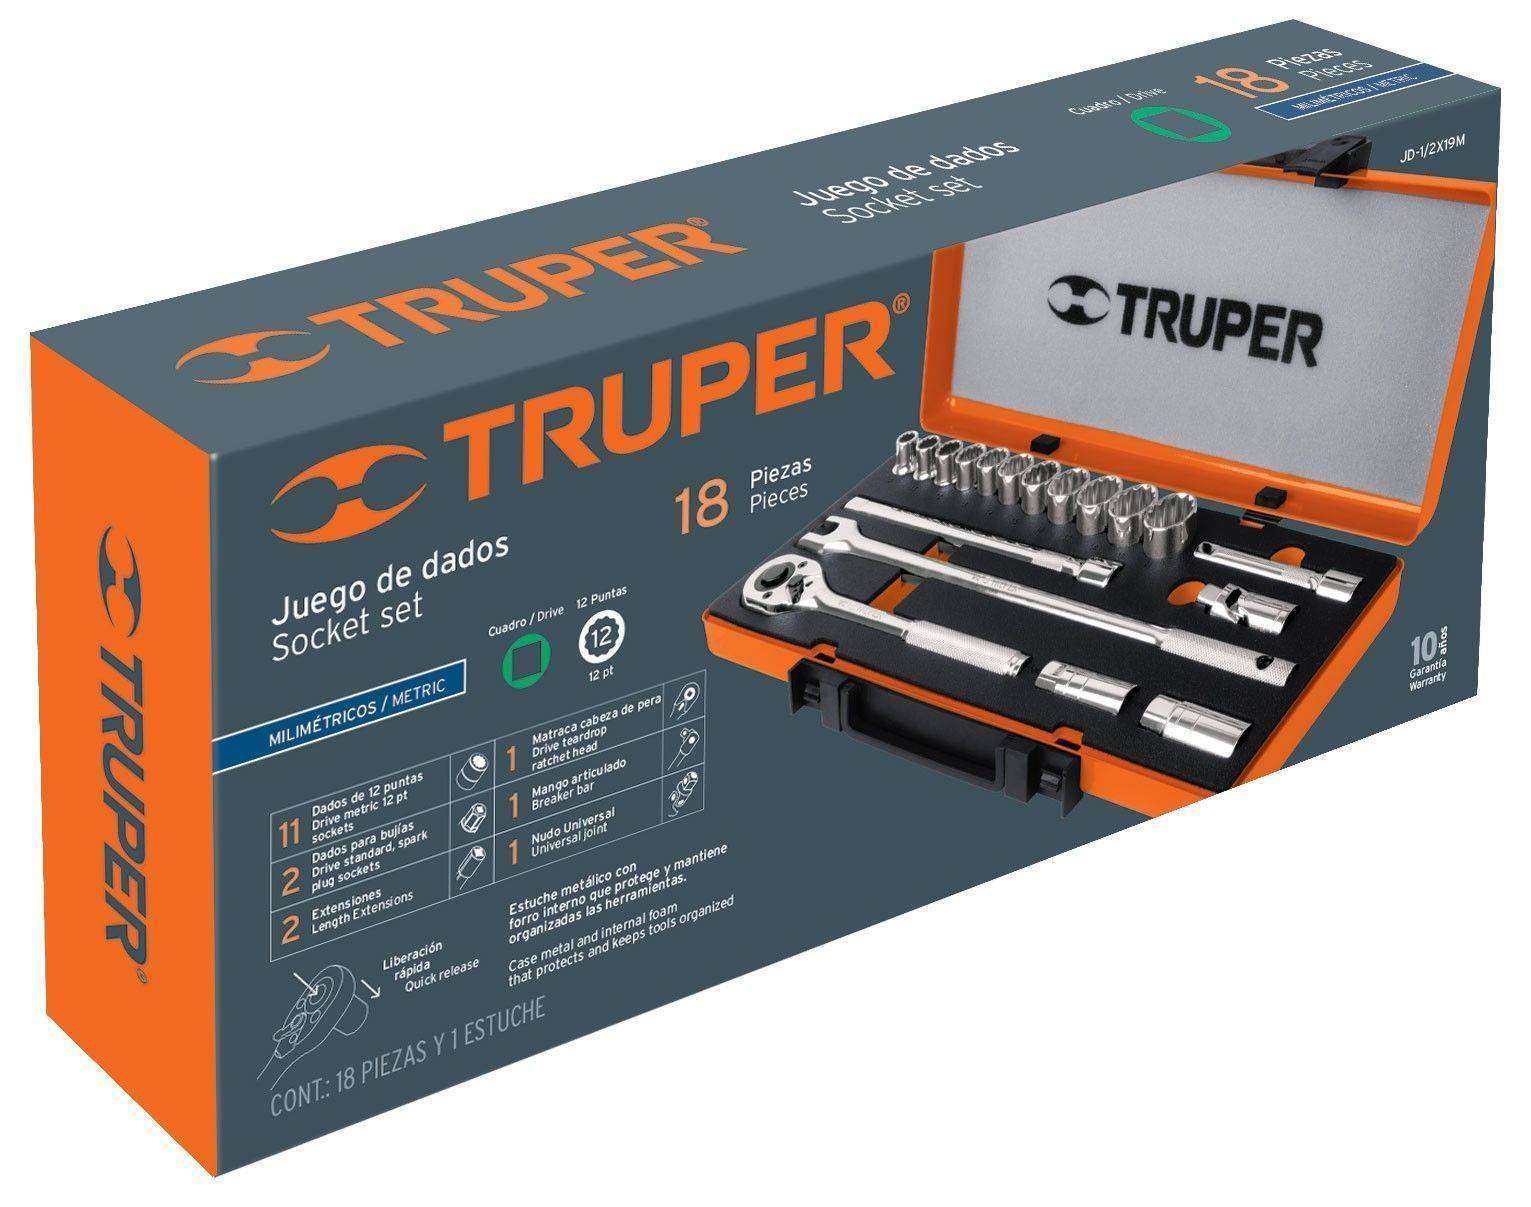 18 Piezas
Pieces
MILIMÉTRICOS / METRIC
Cuadro / Drive
Juego de dados
Socket set
TRUPER®
JD-1/2X19M
TRUPER
TRUPER®
18 Piezas
Pieces
Juego de dados
Socket set
Cuadro / Drive
12 Puntas
12
12 pt
MILIMÉTRICOS / METRIC
11 Dados de 12 puntas
Drive metric 12 pt
sockets
2 Dados para bujías
Drive standard, spark
plug sockets
2 Extensiones
Length Extensions
1 Matraca cabeza de pera
Drive teardrop
ratchet head
1 Mango articulado
Breaker bar
1 Nudo Universal
Universal joint
Estuche metálico con
forro interno que protege y mantiene
organizadas las herramientas.
Case metal and internal foam
that protects and keeps tools organized
Liberación
rápida
Quick release
CONT.: 18 PIEZAS Y 1 ESTUCHE
10 años
Garantía
Warranty
TRUPER®